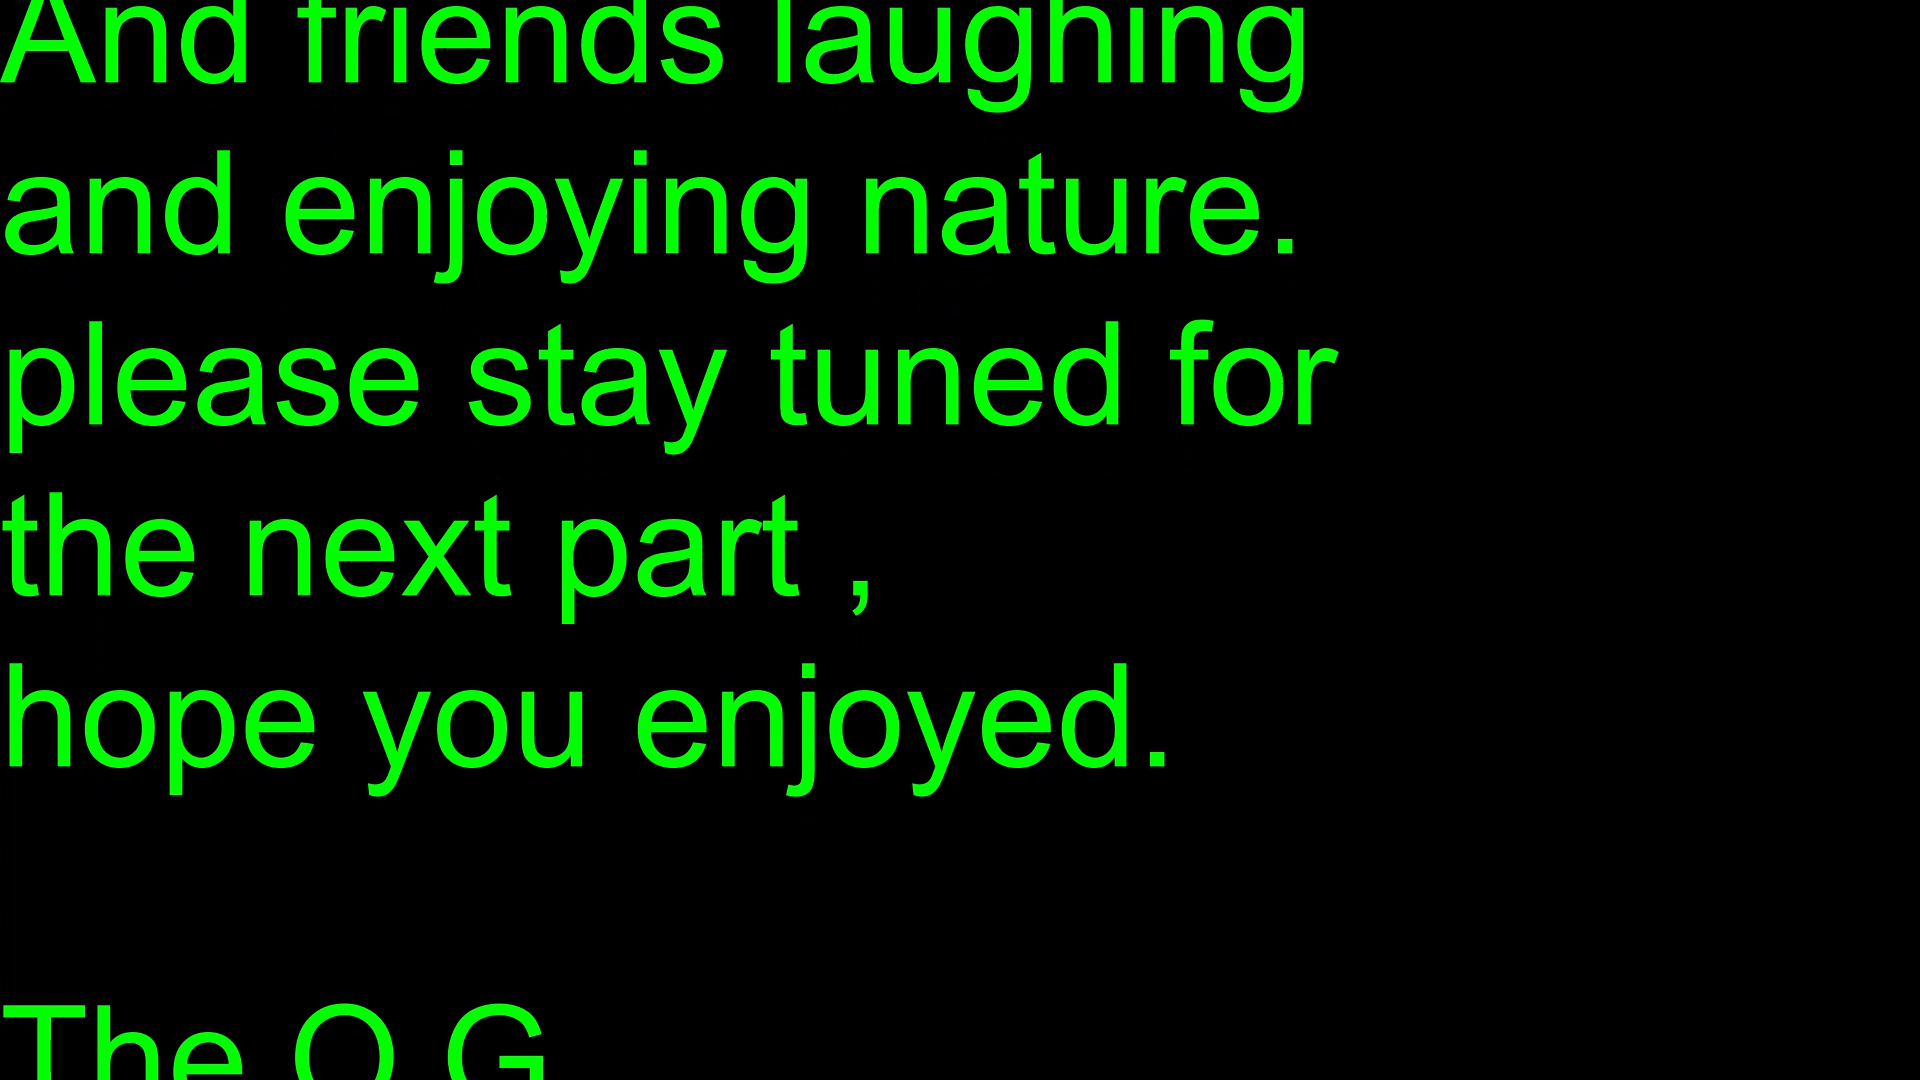 And friends laughing
and enjoying nature.
please stay tuned for
the next part ,
hope you enjoyed.
The O G